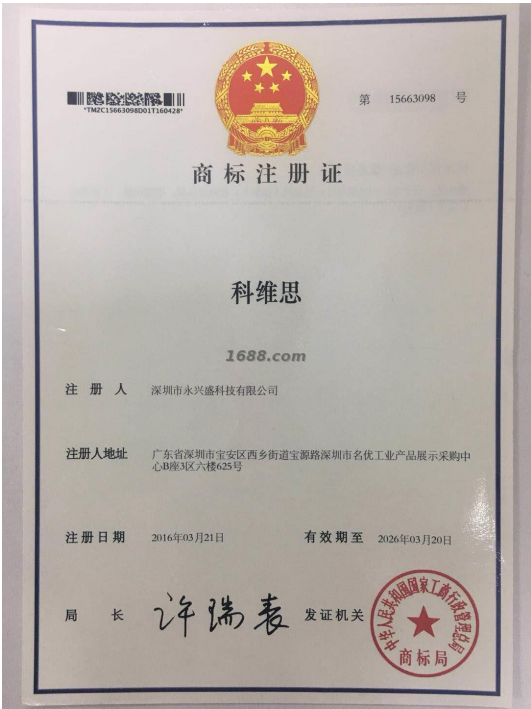 *TMZC15663098D01T160428*
第 15663098 号
商标注册证
科维思
1688.com
注 册 人 深圳市永兴盛科技有限公司
注册人地址 广东省深圳市宝安区西乡街道宝源路深圳市名优工业产品展示采购中
心B座3区六楼625号
注册日期 2016年03月21日 有效期至 2026年03月20日
局 长 许瑞表 发证机关
中华人民共和国国家工商行政管理总局
商标局